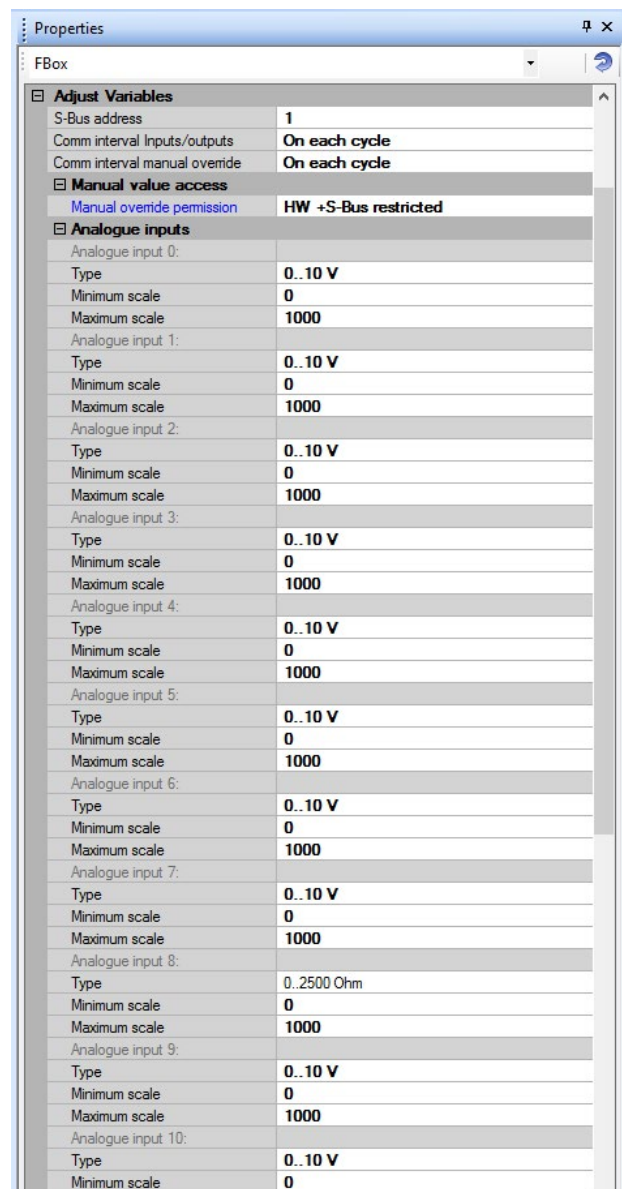 Properties
FBox
Adjust Variables
S-Bus address 1
Comm interval Inputs/outputs On each cycle
Comm interval manual override On each cycle
Manual value access
Manual override permission HW +S-Bus restricted
Analogue inputs
Analogue input 0:
Type 0..10 V
Minimum scale 0
Maximum scale 1000
Analogue input 1:
Type 0..10 V
Minimum scale 0
Maximum scale 1000
Analogue input 2:
Type 0..10 V
Minimum scale 0
Maximum scale 1000
Analogue input 3:
Type 0..10 V
Minimum scale 0
Maximum scale 1000
Analogue input 4:
Type 0..10 V
Minimum scale 0
Maximum scale 1000
Analogue input 5:
Type 0..10 V
Minimum scale 0
Maximum scale 1000
Analogue input 6:
Type 0..10 V
Minimum scale 0
Maximum scale 1000
Analogue input 7:
Type 0..10 V
Minimum scale 0
Maximum scale 1000
Analogue input 8:
Type 0..2500 Ohm
Minimum scale 0
Maximum scale 1000
Analogue input 9:
Type 0..10 V
Minimum scale 0
Maximum scale 1000
Analogue input 10:
Type 0..10 V
Minimum scale 0